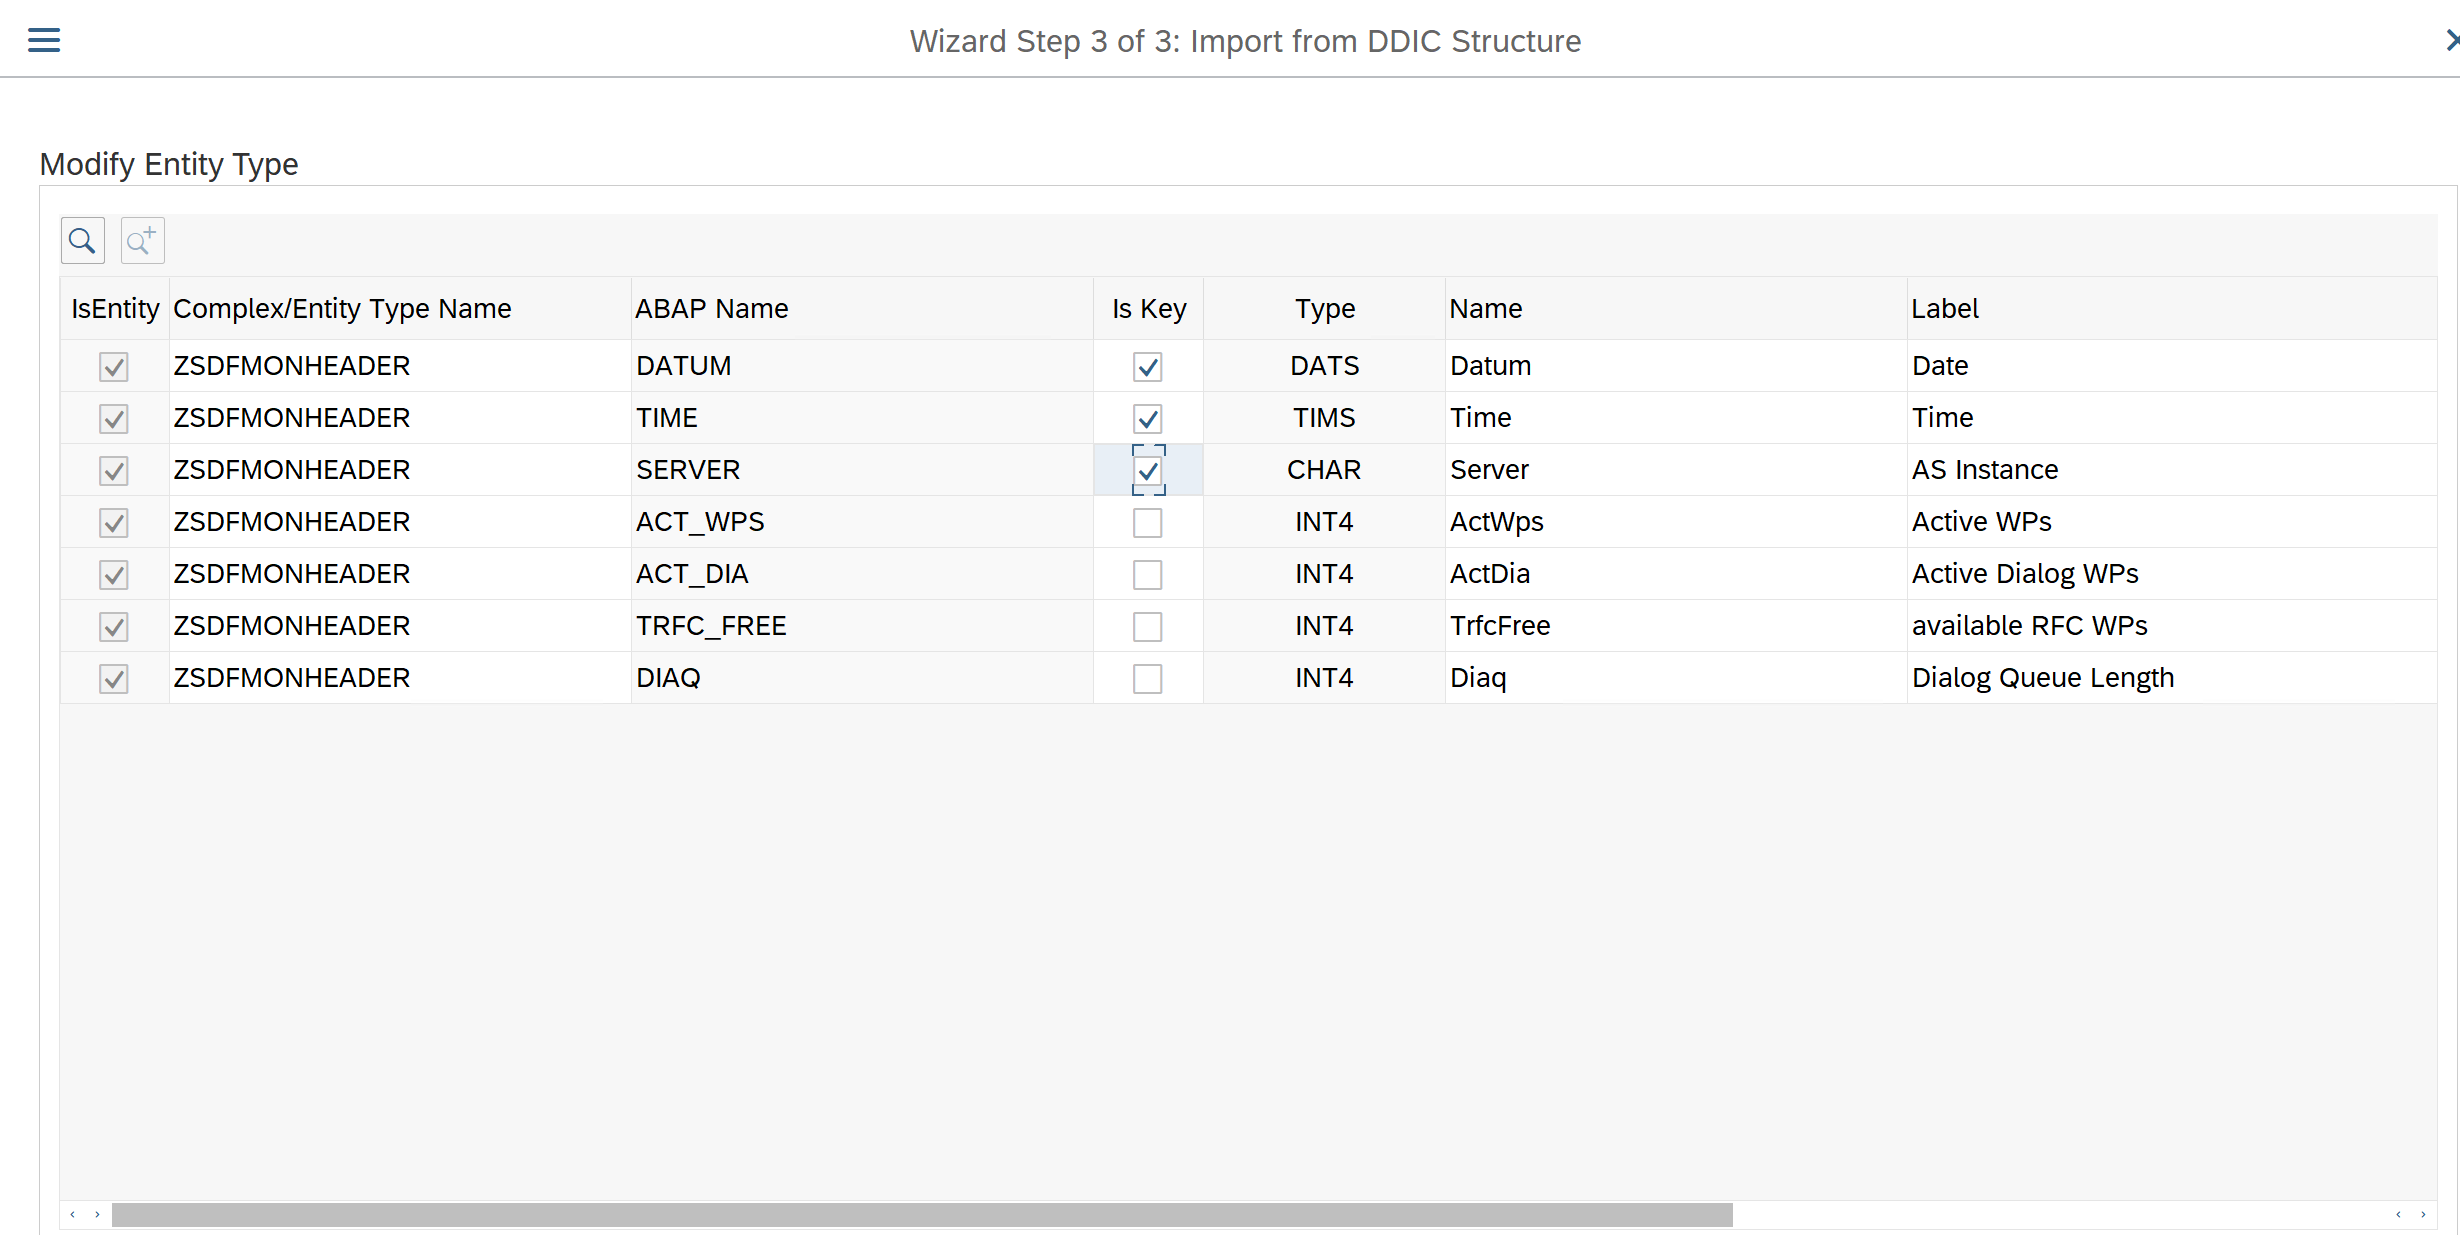 Wizard Step 3 of 3: Import from DDIC Structure
Modify Entity Type
IsEntity Complex/Entity Type Name ABAP Name Is Key Type Name Label
ZSDFMONHEADER DATUM DATS Datum Date
ZSDFMONHEADER TIME TIMS Time Time
ZSDFMONHEADER SERVER CHAR Server AS Instance
ZSDFMONHEADER ACT_WPS INT4 ActWps Active WPs
ZSDFMONHEADER ACT_DIA INT4 ActDia Active Dialog WPs
ZSDFMONHEADER TRFC_FREE INT4 TrfcFree available RFC WPs
ZSDFMONHEADER DIAQ INT4 Diaq Dialog Queue Length